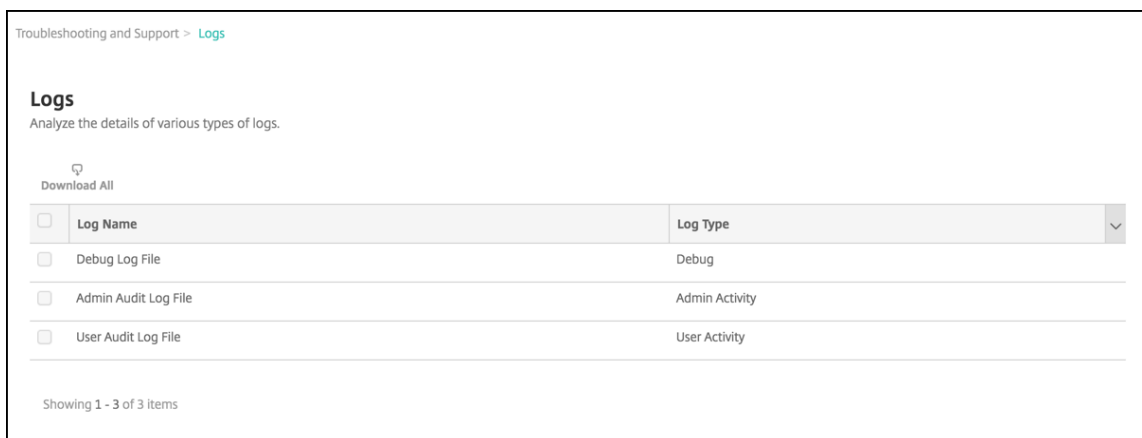 Troubleshooting and Support > Logs
Logs
Analyze the details of various types of logs.
Download All
Log Name Log Type
Debug Log File Debug
Admin Audit Log File Admin Activity
User Audit Log File User Activity
Showing 1 - 3 of 3 items